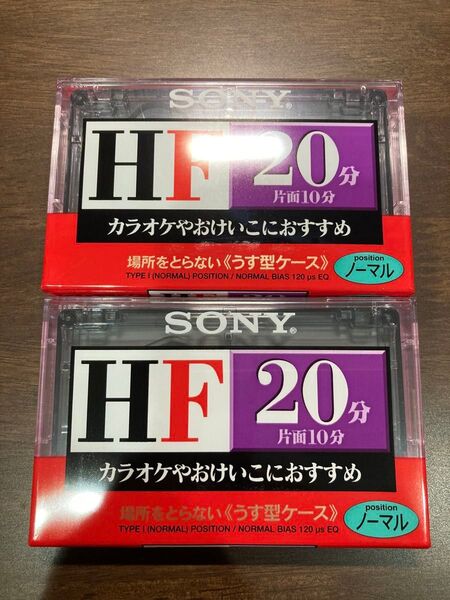 SONY®
HF 20分
片面10分
カラオケやおけいこにおすすめ
場所をとらない《うす型ケース》
position
ノーマル
TYPE I (NORMAL) POSITION / NORMAL BIAS 120 µs EQ
SONY®
HF 20分
片面10分
カラオケやおけいこにおすすめ
場所をとらない《うす型ケース》
position
ノーマル
TYPE I (NORMAL) POSITION / NORMAL BIAS 120 µs EQ